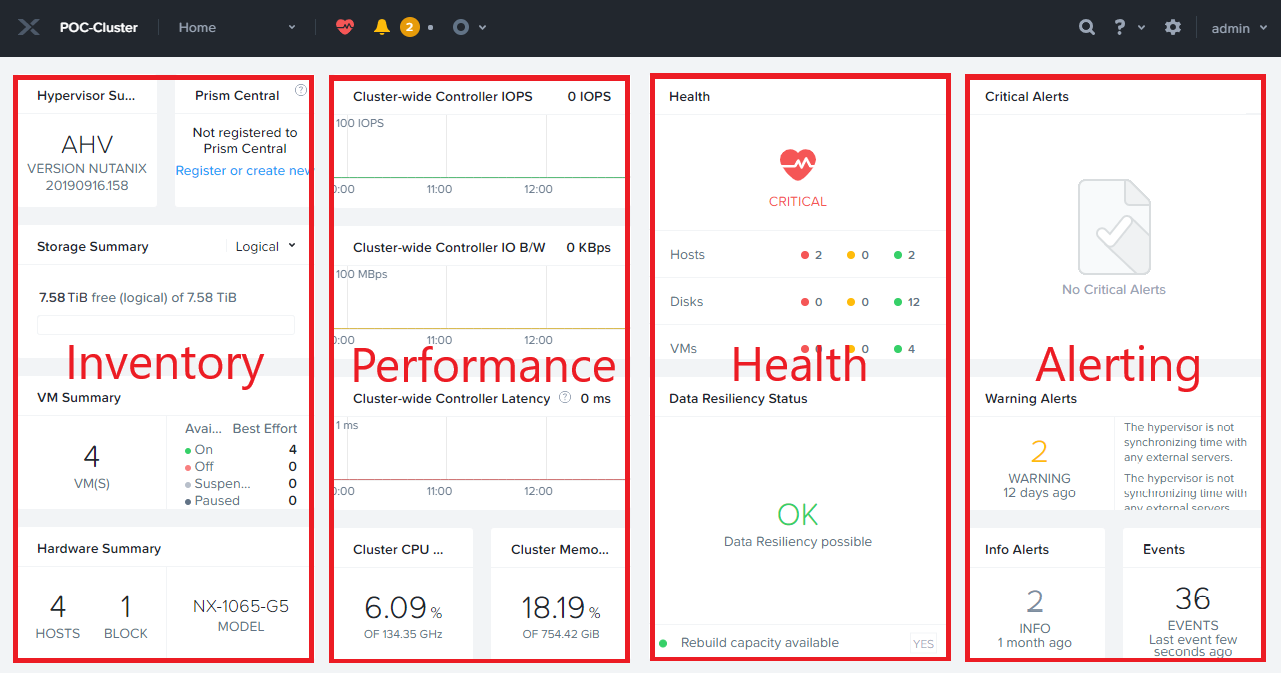 POC-Cluster Home 2 ? admin
Hypervisor Su...
AHV
VERSION NUTANIX
20190916.158
Prism Central ?
Not registered to
Prism Central
Register or create new
Storage Summary Logical
7.58 TiB free (logical) of 7.58 TiB
Inventory
VM Summary
4
VM(S)
Avai... Best Effort
On 4
Off 0
Suspen... 0
Paused 0
Hardware Summary
4
HOSTS
1
BLOCK
NX-1065-G5
MODEL
Cluster-wide Controller IOPS 0 IOPS
100 IOPS
0:00 11:00 12:00
Cluster-wide Controller IO B/W 0 KBps
100 MBps
0:00 11:00 12:00
Performance
Cluster-wide Controller Latency ? 0 ms
1 ms
0:00 11:00 12:00
Cluster CPU ...
6.09 %
OF 134.35 GHz
Cluster Memo...
18.19 %
OF 754.42 GiB
Health
CRITICAL
Hosts 2 0 2
Disks 0 0 12
VMs 0 0 4
Health
Data Resiliency Status
OK
Data Resiliency possible
Rebuild capacity available YES
Critical Alerts
No Critical Alerts
Alerting
Warning Alerts
2
WARNING
12 days ago
The hypervisor is not
synchronizing time with
any external servers.
The hypervisor is not
synchronizing time with
any external servers.
Info Alerts
2
INFO
1 month ago
Events
36
EVENTS
Last event few
seconds ago